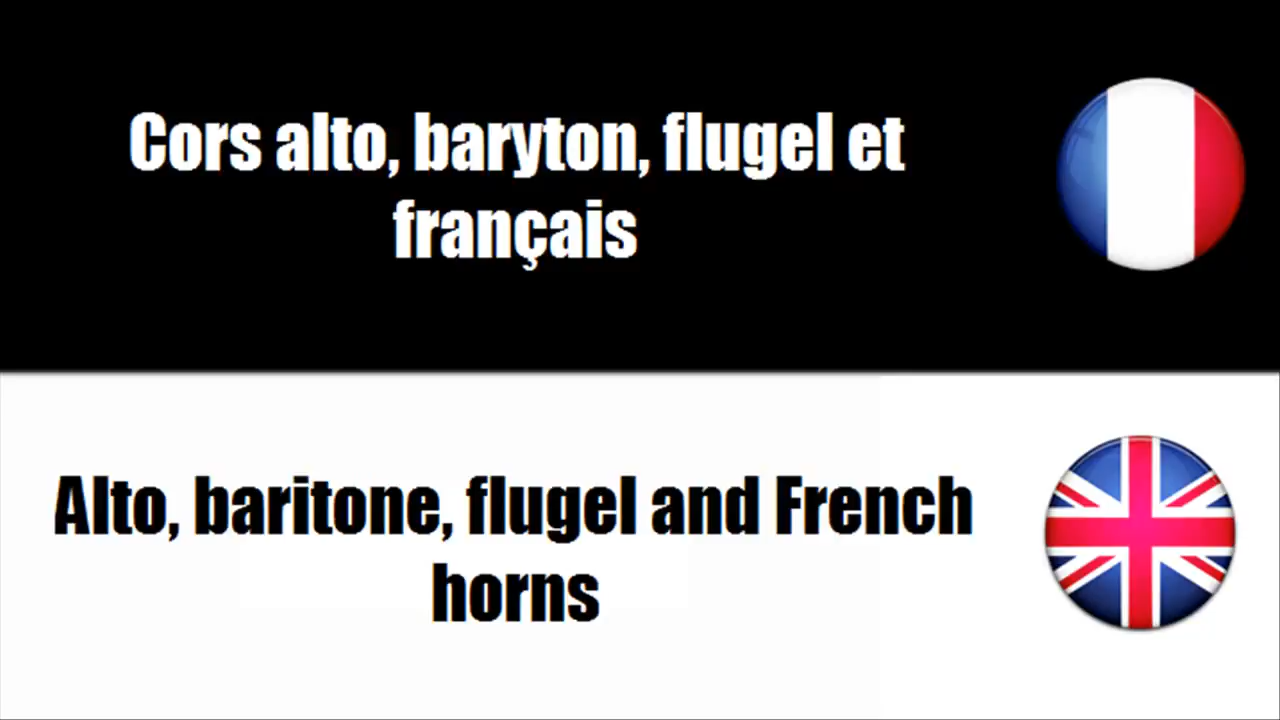 Cors alto, baryton, flugel et
français
Alto, baritone, flugel and French
horns